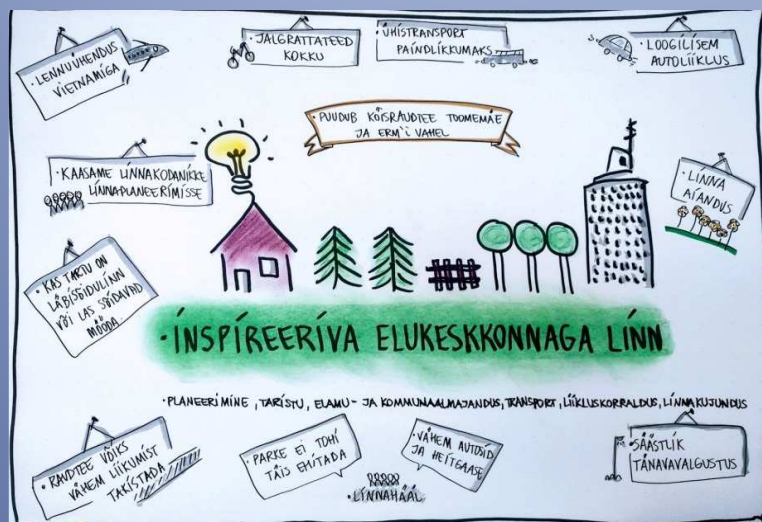 · LENNUÜHENDUS
VIETNAMIGA
· JALGRATTATEED
KOKKU
· ÜHISTRANSPORT
PAINDLIKKUMAKS
· LOOGILISEM
AUTOLIIKLUS
· PUUDUB KÖISRAUDTEE TOOMEMÄE
JA ERM'I VAHEL
· KAASAME LINNAKODANIKKE
LINNAPLANEERIMISSE
· LINNA
AIANDUS
· KAS TARTU ON
LÄBISÕIDULINN
VÕI LAS SÕIDAVAD
MÖÖDA
· INSPIREERIVA ELUKESKKONNAGA LINN
· PLANEERIMINE, TARISTU, ELAMU- JA KOMMUNAALMAJANDUS, TRANSPORT, LIIKLUSKORRALDUS, LINNAKUJUNDUS
· RAUDTEE VÕIKS
VÄHEM LIIKUMIST
TAKISTADA
· PARKE EI TOHI
TÄIS EHITADA
· VÄHEM AUTOSID
JA HEITGAASE
· LINNAHÄÄL
· SÄÄSTLIK
TÄNAVAVALGUSTUS